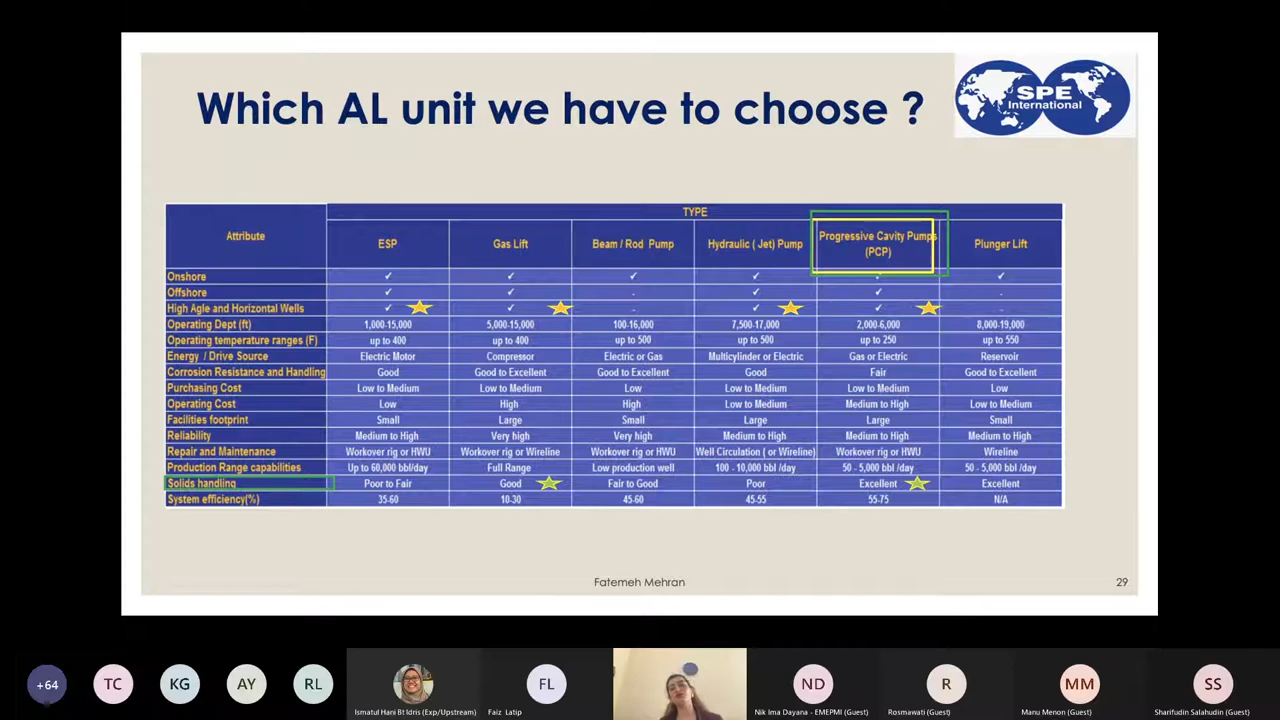 Which AL unit we have to choose ?
SPE
International
TYPE
Attribute ESP Gas Lift Beam / Rod Pump Hydraulic ( Jet) Pump Progressive Cavity Pumps (PCP) Plunger Lift
Onshore ✓ ✓ ✓ ✓ ✓ ✓
Offshore ✓ ✓ - ✓ ✓ -
High Agle and Horizontal Wells ✓ ✓ - ✓ ✓ -
Operating Dept (ft) 1,000-15,000 5,000-15,000 100-16,000 7,500-17,000 2,000-6,000 8,000-19,000
Operating temperature ranges (F) up to 400 up to 400 up to 500 up to 500 up to 250 up to 550
Energy / Drive Source Electric Motor Compressor Electric or Gas Multicylinder or Electric Gas or Electric Reservoir
Corrosion Resistance and Handling Good Good to Excellent Good to Excellent Good Fair Good to Excellent
Purchasing Cost Low to Medium Low to Medium Low Low to Medium Low to Medium Low
Operating Cost Low High High Low to Medium Medium to High Low to Medium
Facilities footprint Small Large Small Large Large Small
Reliability Medium to High Very high Very high Medium to High Medium to High Medium to High
Repair and Maintenance Workover rig or HWU Workover rig or Wireline Workover rig or HWU Well Circulation ( or Wireline) Workover rig or HWU Wireline
Production Range capabilities Up to 60,000 bbl/day Full Range Low production well 100 - 10,000 bbl /day 50 - 5,000 bbl /day 50 - 5,000 bbl /day
Solids handling Poor to Fair Good Fair to Good Poor Excellent Excellent
System efficiency(%) 35-60 10-30 45-60 45-55 55-75 N/A
Fatemeh Mehran 29
+64 TC KG AY RL FL ND R MM SS
Ismatul Hani Bt Idris (Exp/Upstream) Faiz Latip Nik Ima Dayana - EMEPMI (Guest) Rosmawati (Guest) Manu Menon (Guest) Sharifudin Salahudin (Guest)